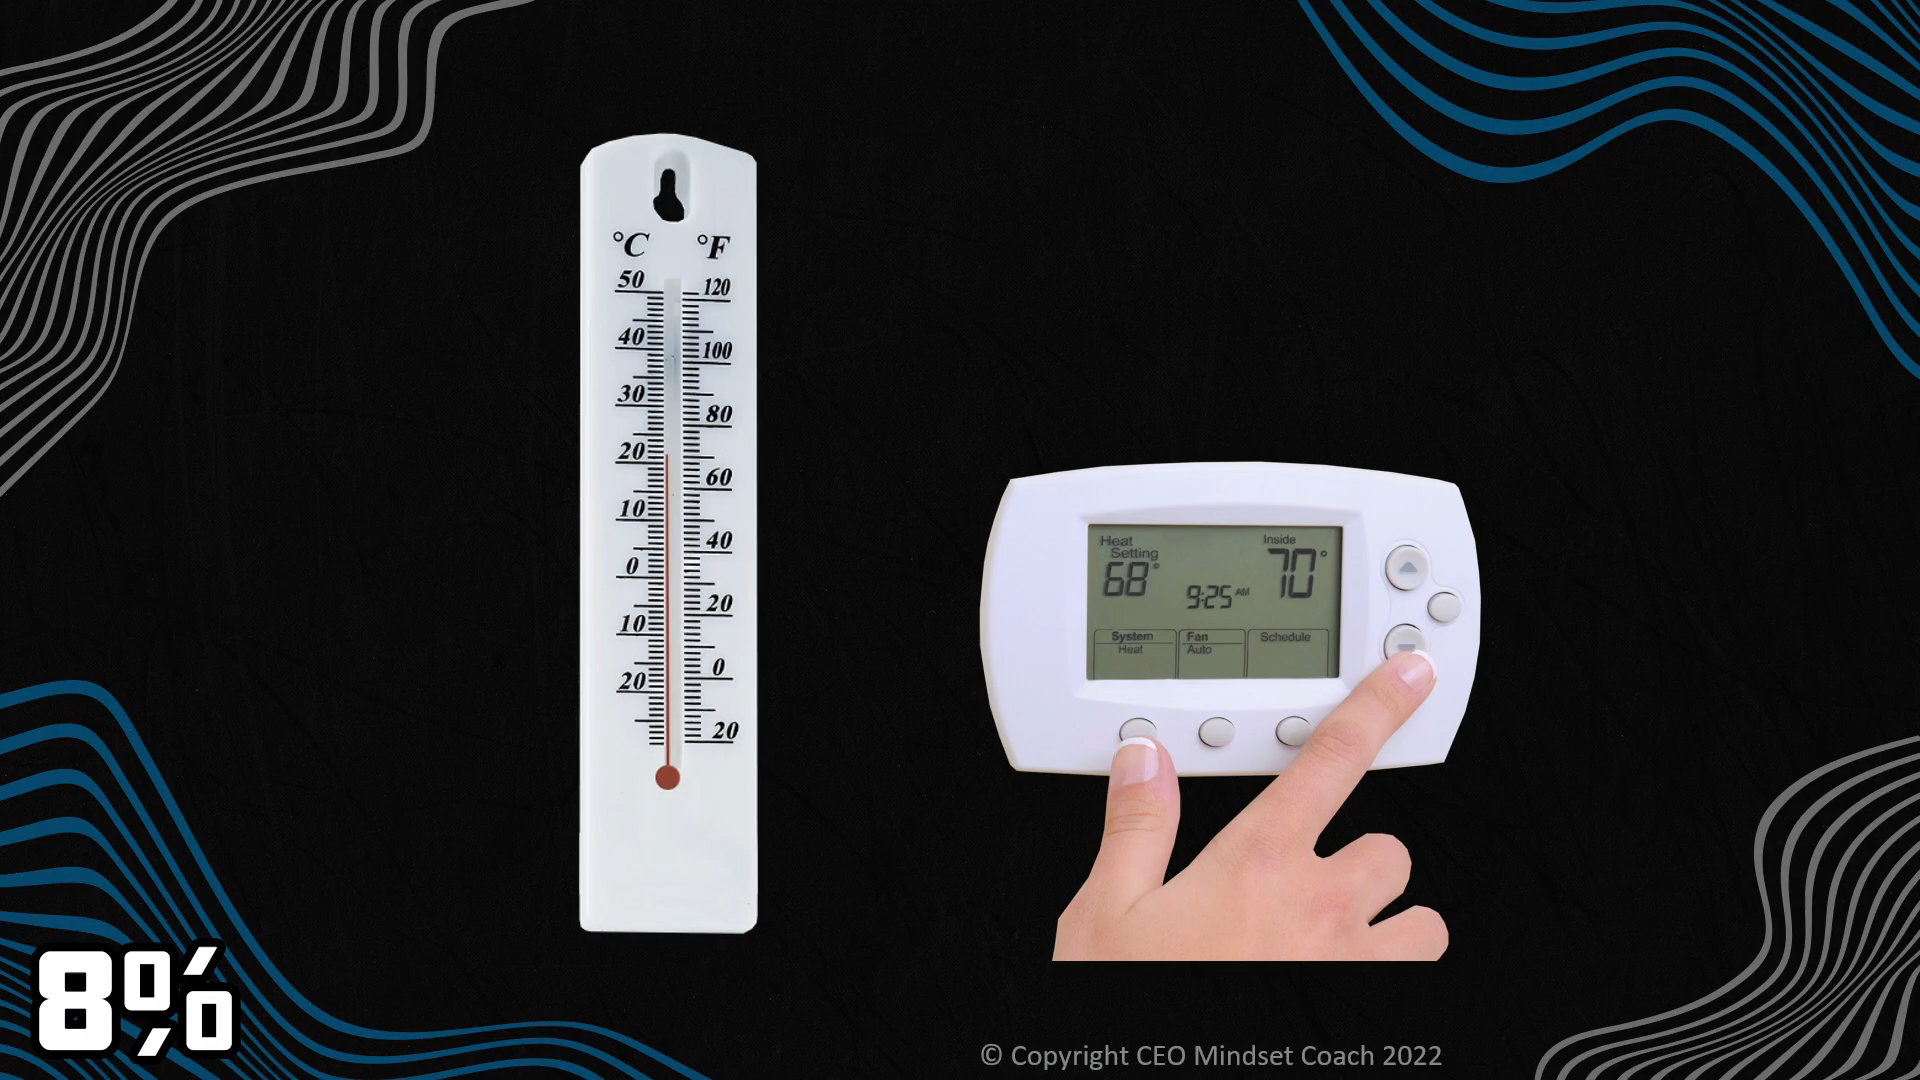 °C °F
50 120
40 100
30 80
20 60
10 40
0 20
10 0
20 20
Heat
Setting
68°
9:25 AM
Inside
70°
System
Heat
Fan
Auto
Schedule
8%
© Copyright CEO Mindset Coach 2022